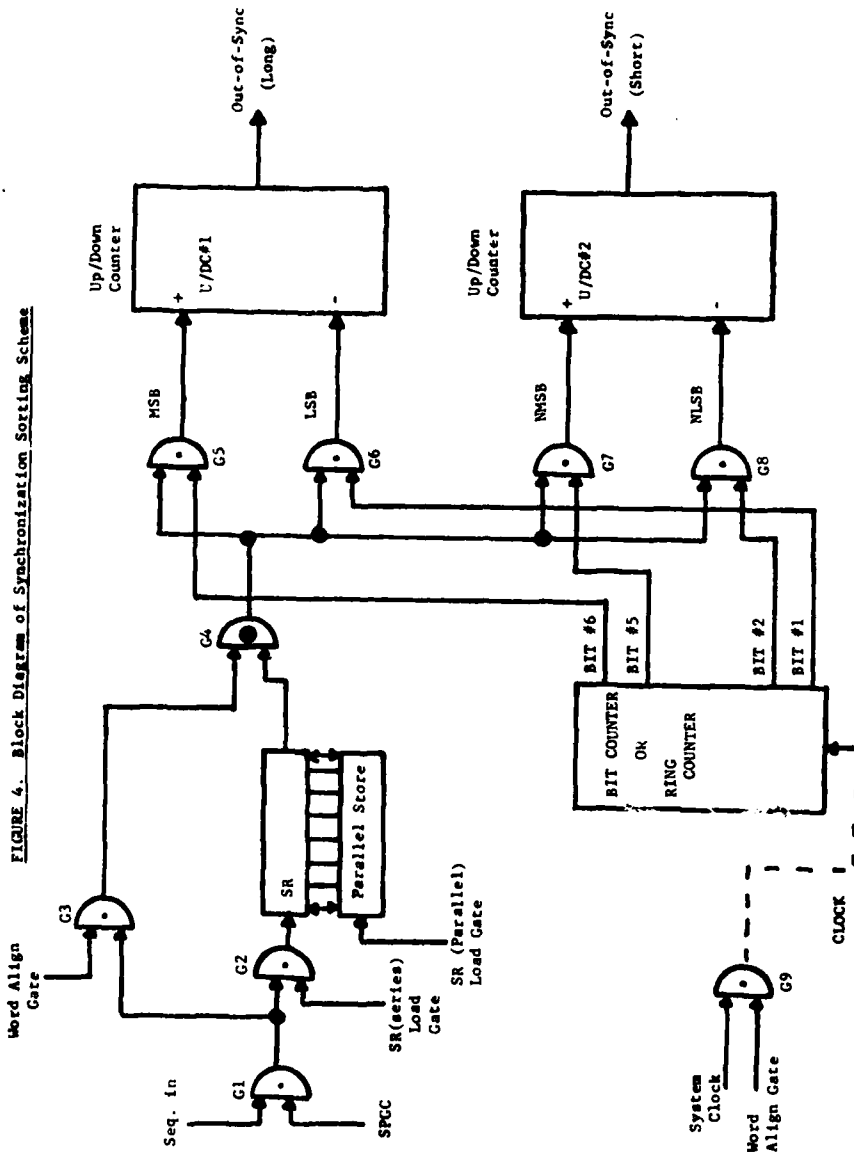 FIGURE 4. Block Diagram of Synchronization Sorting Scheme
Word Align
Gate
G3
Seq. in
G1
SPGC
G2
SR(series)
Load
Gate
SR
Parallel Store
SR (Parallel)
Load Gate
G4
MSB
G5
LSB
G6
Up/Down
Counter
+
U/DC#1
-
Out-of-Sync
(Long)
NMSB
G7
NLSB
G8
Up/Down
Counter
+
U/DC#2
-
Out-of-Sync
(Short)
BIT COUNTER
OR
RING
COUNTER
BIT #6
BIT #5
BIT #2
BIT #1
System
Clock
Word
Align Gate
G9
CLOCK